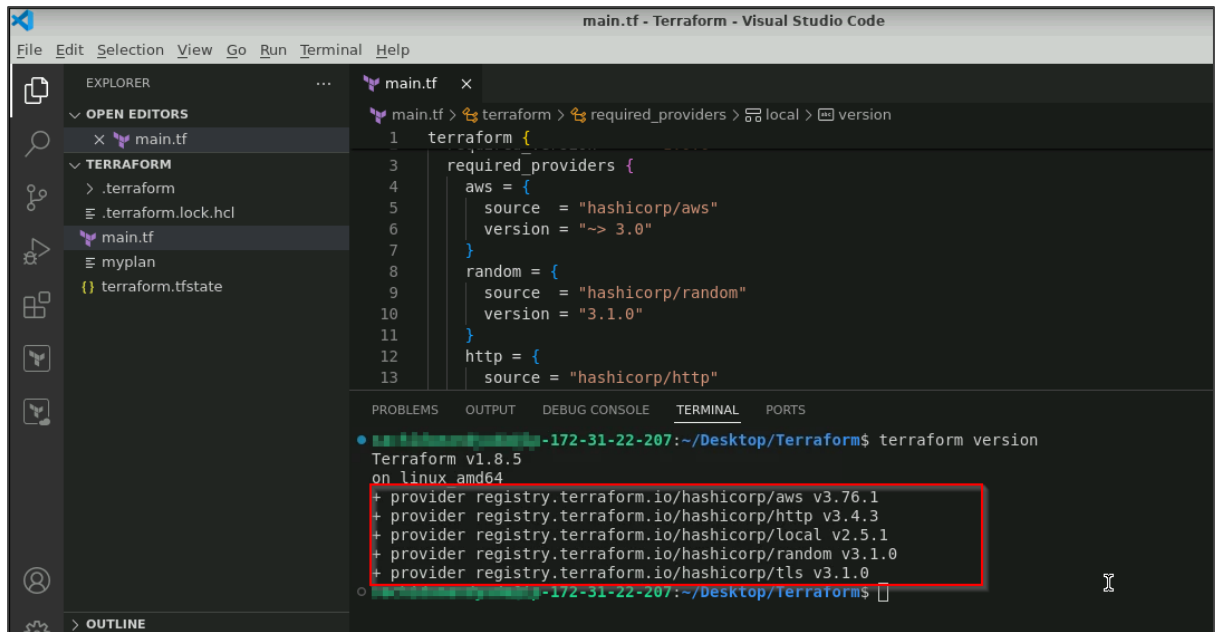 main.tf - Terraform - Visual Studio Code
File Edit Selection View Go Run Terminal Help
EXPLORER ...
OPEN EDITORS
main.tf
TERRAFORM
.terraform
.terraform.lock.hcl
main.tf
myplan
{} terraform.tfstate
OUTLINE
main.tf
main.tf > terraform > required_providers > local > version
1 terraform {
3 required_providers {
4 aws = {
5 source  = "hashicorp/aws"
6 version = "~> 3.0"
7 }
8 random = {
9 source  = "hashicorp/random"
10 version = "3.1.0"
11 }
12 http = {
13 source = "hashicorp/http"
PROBLEMS OUTPUT DEBUG CONSOLE TERMINAL PORTS
-172-31-22-207:~/Desktop/Terraform$ terraform version
Terraform v1.8.5
on linux_amd64
+ provider registry.terraform.io/hashicorp/aws v3.76.1
+ provider registry.terraform.io/hashicorp/http v3.4.3
+ provider registry.terraform.io/hashicorp/local v2.5.1
+ provider registry.terraform.io/hashicorp/random v3.1.0
+ provider registry.terraform.io/hashicorp/tls v3.1.0
-172-31-22-207:~/Desktop/Terraform$